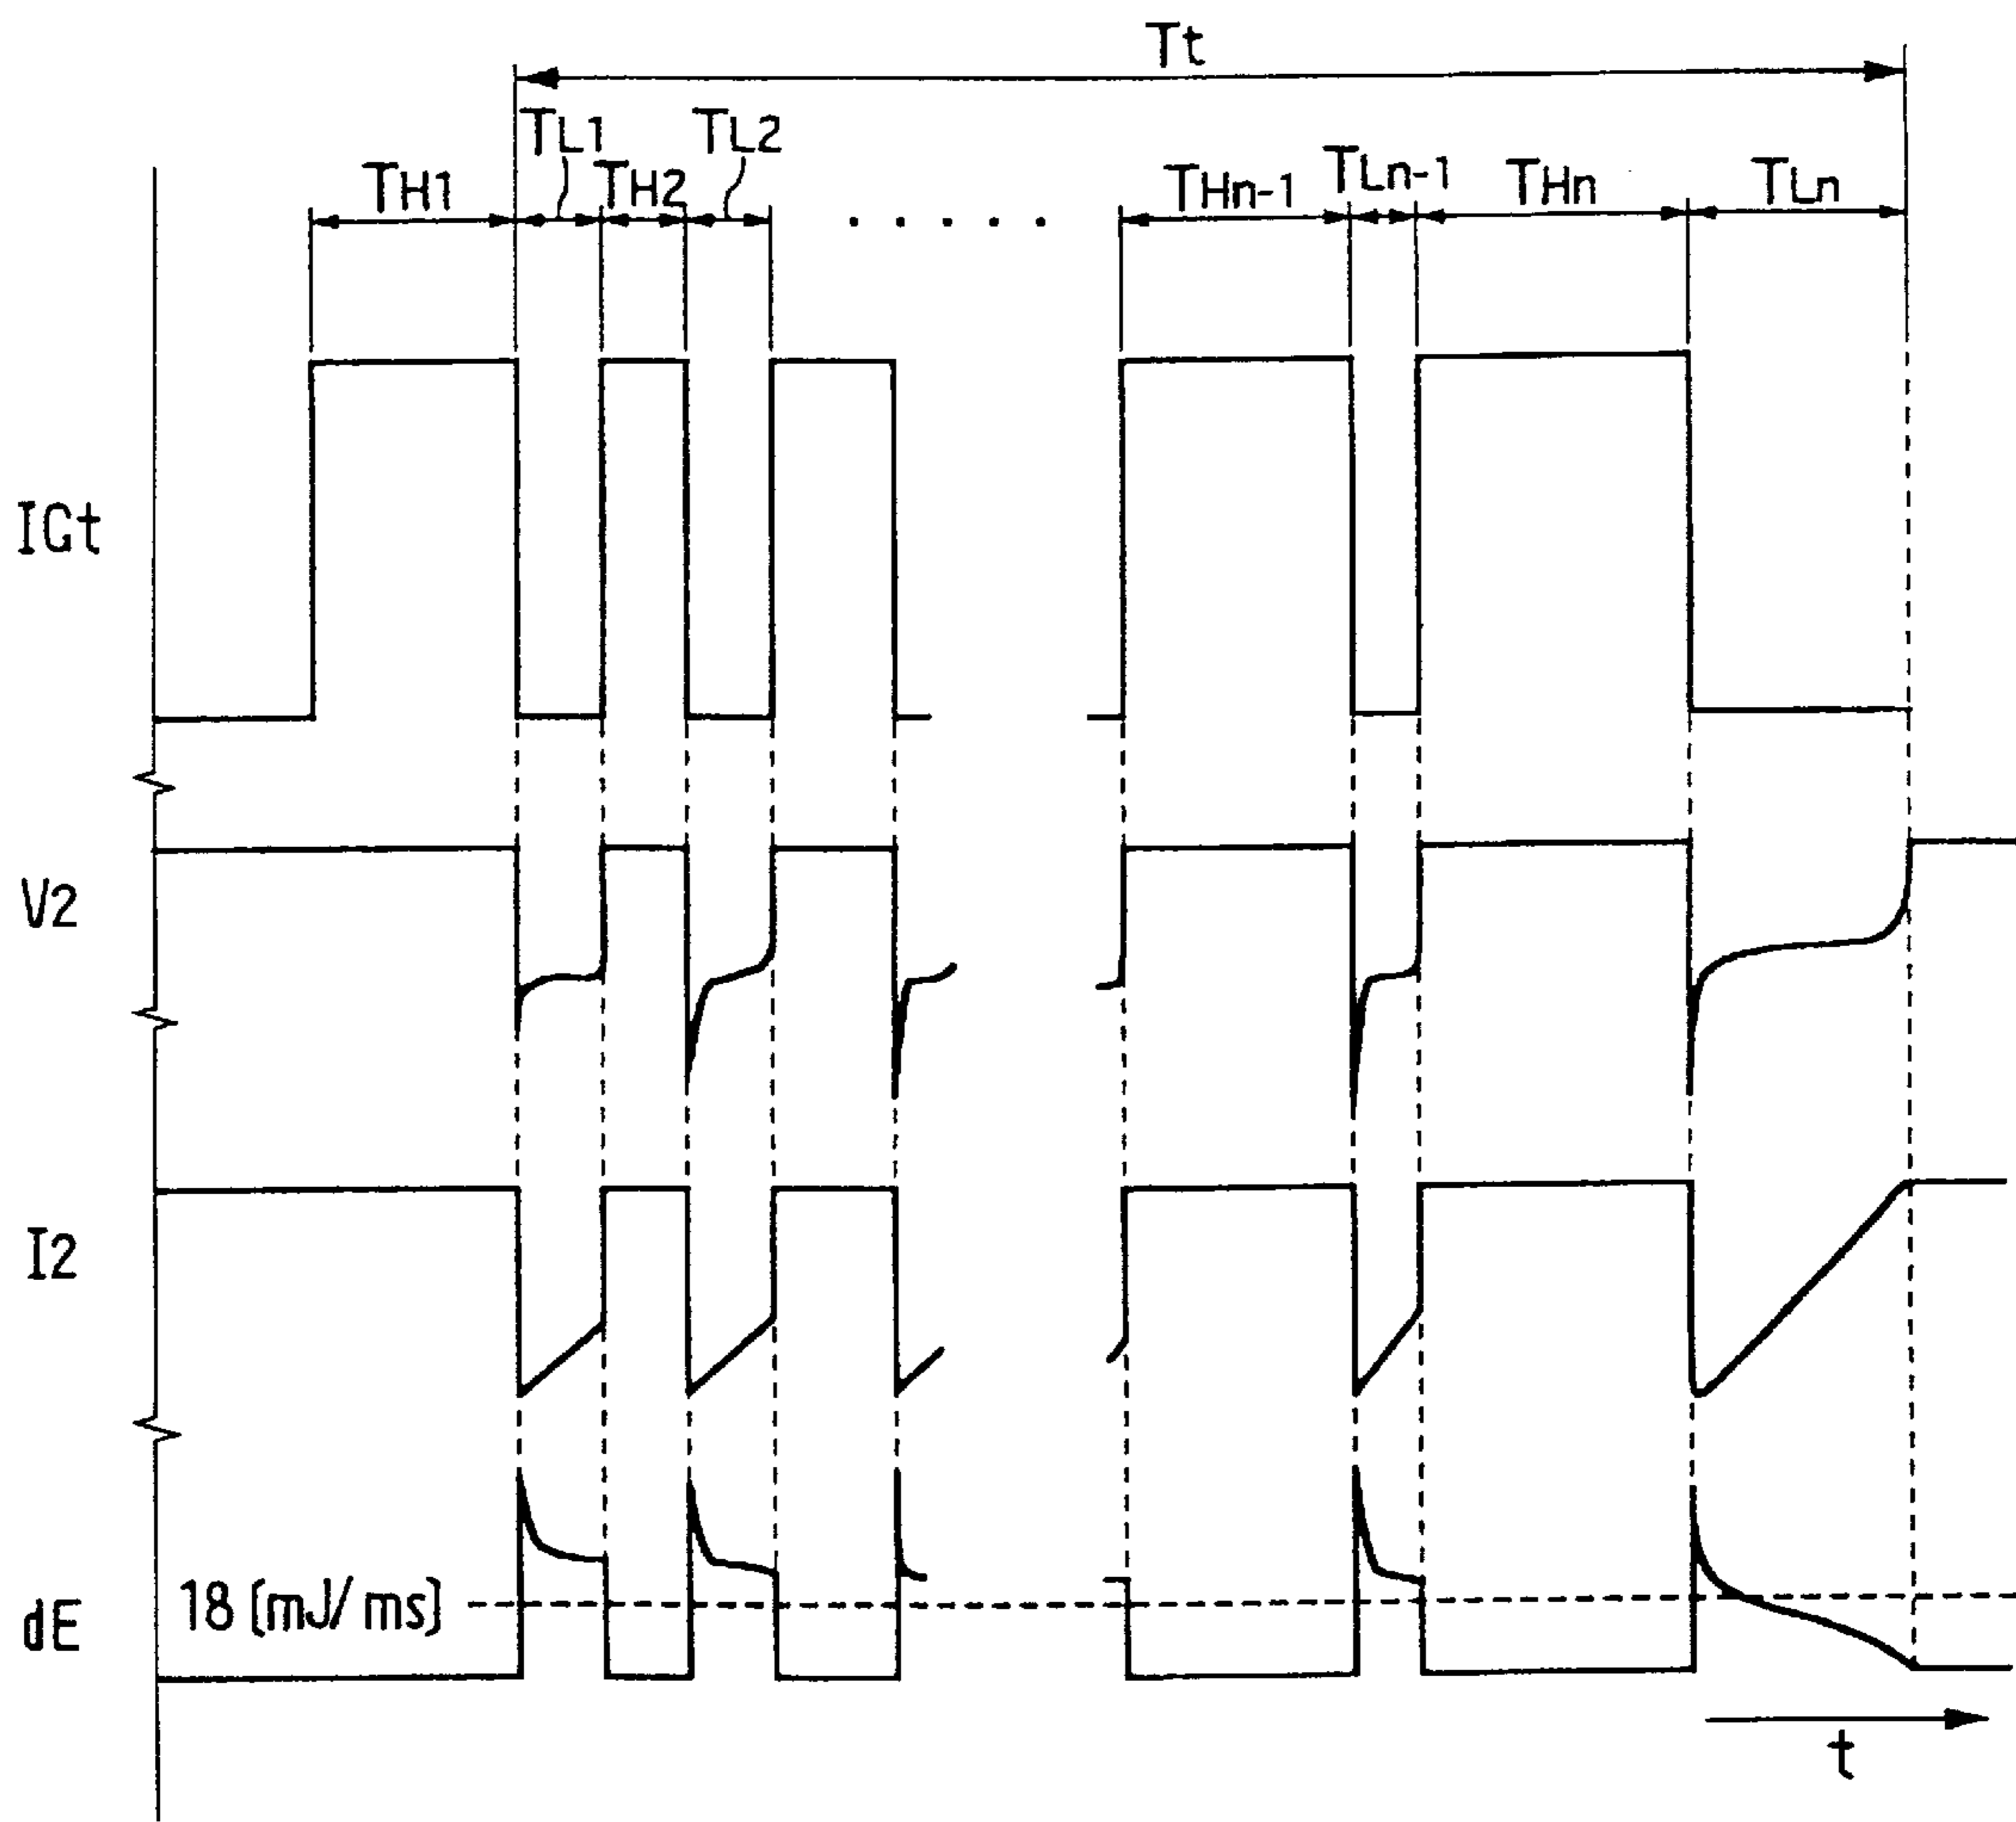 Tt
TL1 TL2
TH1 TH2 THn-1 TLn-1 THn TLn
IGt
V2
I2
18 (mJ/ms)
dE
t